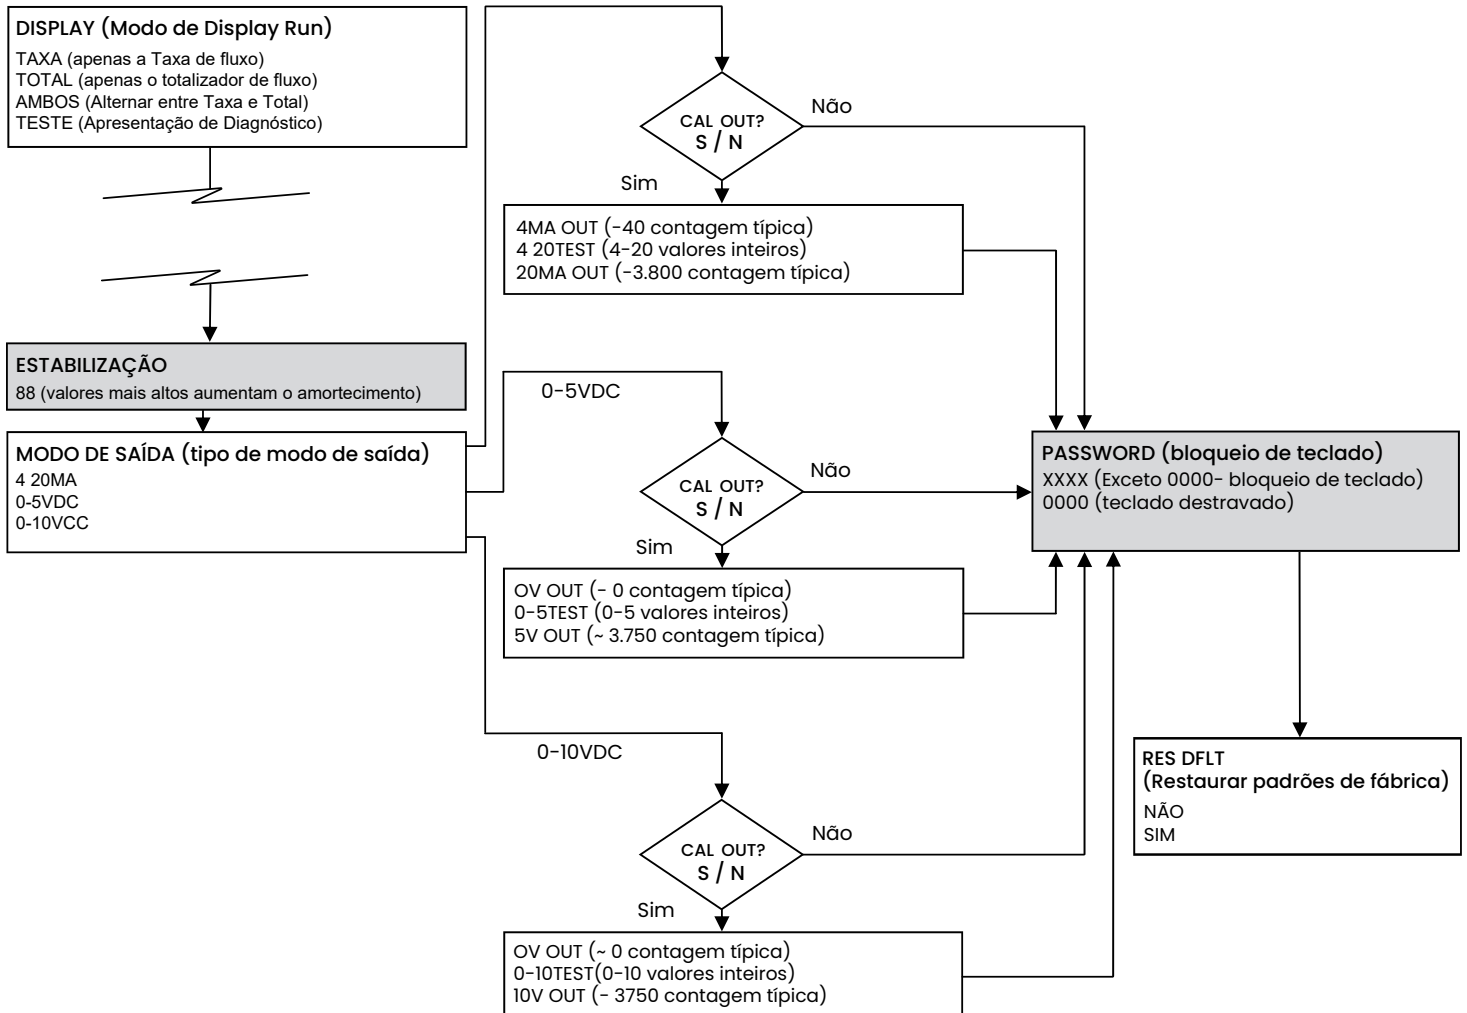 DISPLAY (Modo de Display Run)
TAXA (apenas a Taxa de fluxo)
TOTAL (apenas o totalizador de fluxo)
AMBOS (Alternar entre Taxa e Total)
TESTE (Apresentação de Diagnóstico)
CAL OUT?
S / N
Não
Sim
4MA OUT (-40 contagem típica)
4 20TEST (4-20 valores inteiros)
20MA OUT (-3.800 contagem típica)
ESTABILIZAÇÃO
88 (valores mais altos aumentam o amortecimento)
MODO DE SAÍDA (tipo de modo de saída)
4 20MA
0-5VDC
0-10VCC
0-5VDC
CAL OUT?
S / N
Não
Sim
OV OUT (- 0 contagem típica)
0-5TEST (0-5 valores inteiros)
5V OUT (~ 3.750 contagem típica)
PASSWORD (bloqueio de teclado)
XXXX (Exceto 0000- bloqueio de teclado)
0000 (teclado destravado)
0-10VDC
CAL OUT?
S / N
Não
Sim
OV OUT (~ 0 contagem típica)
0-10TEST(0-10 valores inteiros)
10V OUT (- 3750 contagem típica)
RES DFLT
(Restaurar padrões de fábrica)
NÃO
SIM